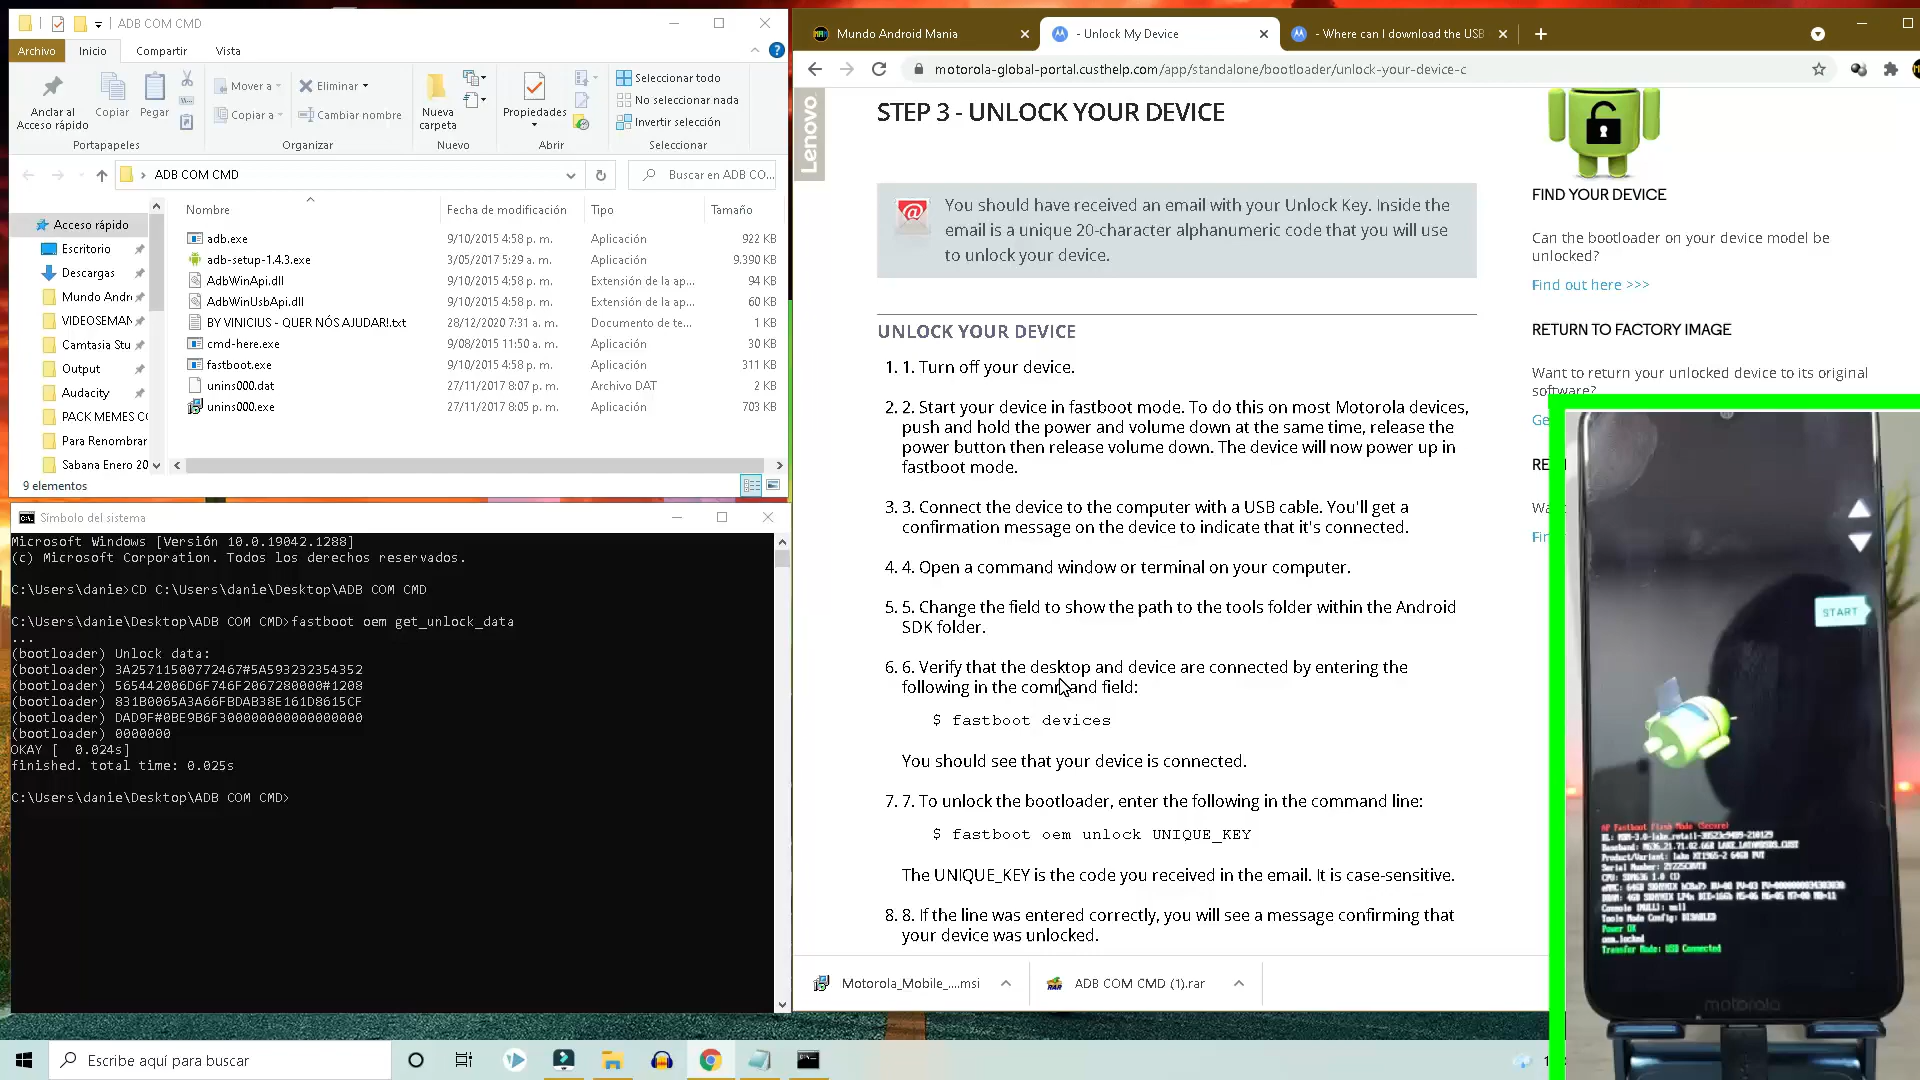 ADB COM CMD
Archivo
Inicio
Compartir
Vista
Anclar al
Acceso rápido
Copiar
Pegar
Mover a
Copiar a
Eliminar
Cambiar nombre
Nueva
carpeta
Propiedades
Seleccionar todo
No seleccionar nada
Invertir selección
Portapapeles
Organizar
Nuevo
Abrir
Seleccionar
ADB COM CMD
Buscar en ADB CO...
Nombre
Fecha de modificación
Tipo
Tamaño
Acceso rápido
Escritorio
Descargas
Mundo Andr
VIDEOSEMAN
Camtasia Stu
Output
Audacity
PACK MEMES CO
Para Renombrar
Sabana Enero 20
adb.exe 9/10/2015 4:58 p. m. Aplicación 922 KB
adb-setup-1.4.3.exe 3/05/2017 5:29 a. m. Aplicación 9.390 KB
AdbWinApi.dll 9/10/2015 4:58 p. m. Extensión de la ap... 94 KB
AdbWinUsbApi.dll 9/10/2015 4:58 p. m. Extensión de la ap... 60 KB
BY VINICIUS - QUER NÓS AJUDAR!.txt 28/12/2020 7:31 a. m. Documento de te... 1 KB
cmd-here.exe 9/08/2015 11:50 a. m. Aplicación 30 KB
fastboot.exe 9/10/2015 4:58 p. m. Aplicación 311 KB
unins000.dat 27/11/2017 8:07 p. m. Archivo DAT 2 KB
unins000.exe 27/11/2017 8:05 p. m. Aplicación 703 KB
9 elementos
Símbolo del sistema
Microsoft Windows [Versión 10.0.19042.1288]
(c) Microsoft Corporation. Todos los derechos reservados.
C:\Users\danie>CD C:\Users\danie\Desktop\ADB COM CMD
C:\Users\danie\Desktop\ADB COM CMD>fastboot oem get_unlock_data
...
(bootloader) Unlock data:
(bootloader) 3A25711500772467#5A593232354352
(bootloader) 565442006D6F746F2067280000#1208
(bootloader) 831B0065A3A66FBDAB38E161D8615CF
(bootloader) DAD9F#0BE9B6F3000000000000000000
(bootloader) 0000000
OKAY [  0.024s]
finished. total time: 0.025s
C:\Users\danie\Desktop\ADB COM CMD>
Mundo Android Mania
- Unlock My Device
- Where can I download the USB
motorola-global-portal.custhelp.com/app/standalone/bootloader/unlock-your-device-c
Lenovo
STEP 3 - UNLOCK YOUR DEVICE
You should have received an email with your Unlock Key. Inside the
email is a unique 20-character alphanumeric code that you will use
to unlock your device.
UNLOCK YOUR DEVICE
1. 1. Turn off your device.
2. 2. Start your device in fastboot mode. To do this on most Motorola devices,
push and hold the power and volume down at the same time, release the
power button then release volume down. The device will now power up in
fastboot mode.
3. 3. Connect the device to the computer with a USB cable. You'll get a
confirmation message on the device to indicate that it's connected.
4. 4. Open a command window or terminal on your computer.
5. 5. Change the field to show the path to the tools folder within the Android
SDK folder.
6. 6. Verify that the desktop and device are connected by entering the
following in the command field:
$ fastboot devices
You should see that your device is connected.
7. 7. To unlock the bootloader, enter the following in the command line:
$ fastboot oem unlock UNIQUE_KEY
The UNIQUE_KEY is the code you received in the email. It is case-sensitive.
8. 8. If the line was entered correctly, you will see a message confirming that
your device was unlocked.
FIND YOUR DEVICE
Can the bootloader on your device model be
unlocked?
Find out here >>>
RETURN TO FACTORY IMAGE
Want to return your unlocked device to its original
software?
Ge
RE
Wa
Fin
START
AP Fastboot Flash Mode (Secure)
Power OK
oem_locked
Transfer Mode: USB Connected
motorola
Motorola_Mobile_....msi
ADB COM CMD (1).rar
Escribe aquí para buscar